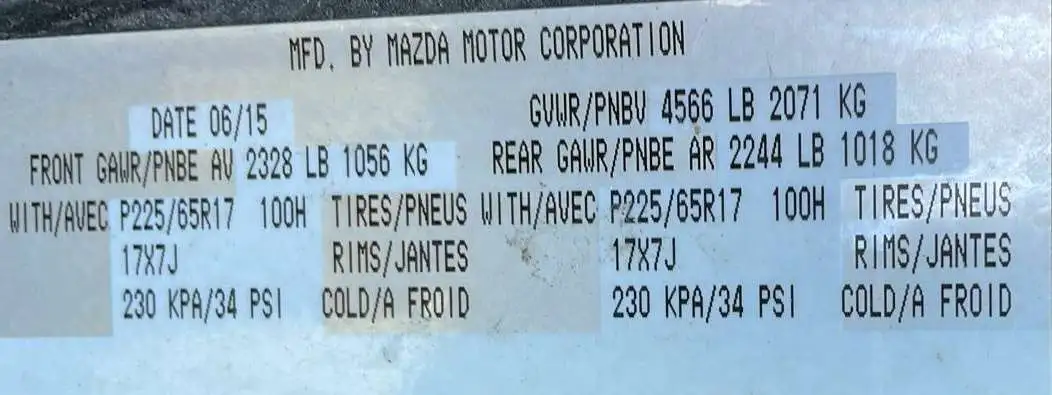 MFD. BY MAZDA MOTOR CORPORATION
DATE 06/15 GVWR/PNBV 4566 LB 2071 KG
FRONT GAWR/PNBE AV 2328 LB 1056 KG REAR GAWR/PNBE AR 2244 LB 1018 KG
WITH/AVEC P225/65R17 100H TIRES/PNEUS WITH/AVEC P225/65R17 100H TIRES/PNEUS
17X7J RIMS/JANTES 17X7J RIMS/JANTES
230 KPA/34 PSI COLD/A FROID 230 KPA/34 PSI COLD/A FROID